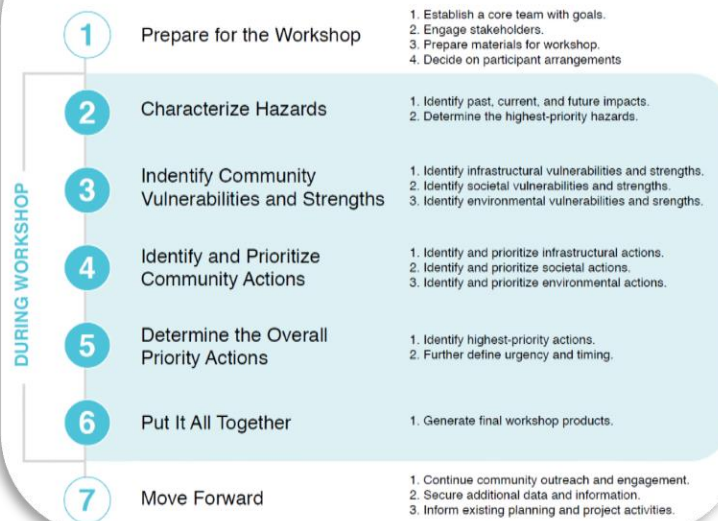 1
Prepare for the Workshop
1. Establish a core team with goals.
2. Engage stakeholders.
3. Prepare materials for workshop.
4. Decide on participant arrangements
DURING WORKSHOP
2
Characterize Hazards
1. Identify past, current, and future impacts.
2. Determine the highest-priority hazards.
3
Indentify Community
Vulnerabilities and Strengths
1. Identify infrastructural vulnerabilities and strengths.
2. Identify societal vulnerabilities and strengths.
3. Identify environmental vulnerabilities and srengths.
4
Identify and Prioritize
Community Actions
1. Identify and prioritize infrastructural actions.
2. Identify and prioritize societal actions.
3. Identify and prioritize environmental actions.
5
Determine the Overall
Priority Actions
1. Identify highest-priority actions.
2. Further define urgency and timing.
6
Put It All Together
1. Generate final workshop products.
7
Move Forward
1. Continue community outreach and engagement.
2. Secure additional data and information.
3. Inform existing planning and project activities.